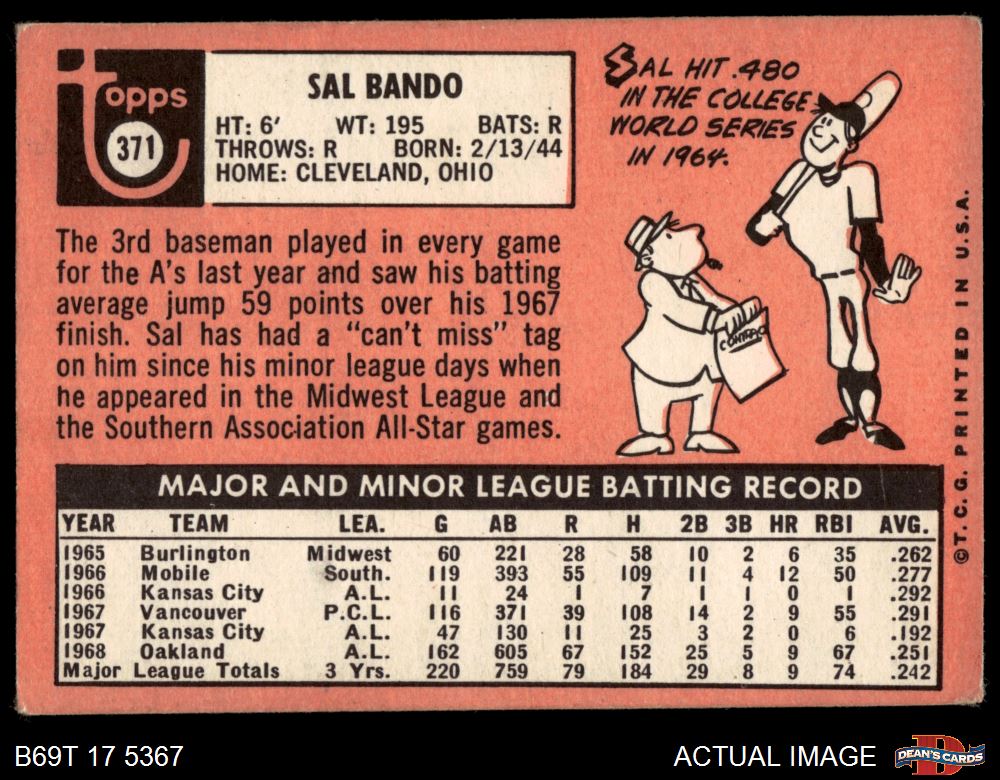 topps
371
SAL BANDO
HT: 6' WT: 195 BATS: R
THROWS: R BORN: 2/13/44
HOME: CLEVELAND, OHIO
SAL HIT .480
IN THE COLLEGE
WORLD SERIES
IN 1964.
CONTRACT
The 3rd baseman played in every game
for the A's last year and saw his batting
average jump 59 points over his 1967
finish. Sal has had a "can't miss" tag
on him since his minor league days when
he appeared in the Midwest League and
the Southern Association All-Star games.
©T.C.G. PRINTED IN U.S.A.
MAJOR AND MINOR LEAGUE BATTING RECORD
YEAR TEAM LEA. G AB R H 2B 3B HR RBI AVG.
1965 Burlington Midwest 60 221 28 58 10 2 6 35 .262
1966 Mobile South. 119 393 55 109 11 4 12 50 .277
1966 Kansas City A.L. 11 24 1 7 1 1 0 1 .292
1967 Vancouver P.C.L. 116 371 39 108 14 2 9 55 .291
1967 Kansas City A.L. 47 130 11 25 3 2 0 6 .192
1968 Oakland A.L. 162 605 67 152 25 5 9 67 .251
Major League Totals 3 Yrs. 220 759 79 184 29 8 9 74 .242
B69T 17 5367
ACTUAL IMAGE
DEAN'S CARDS